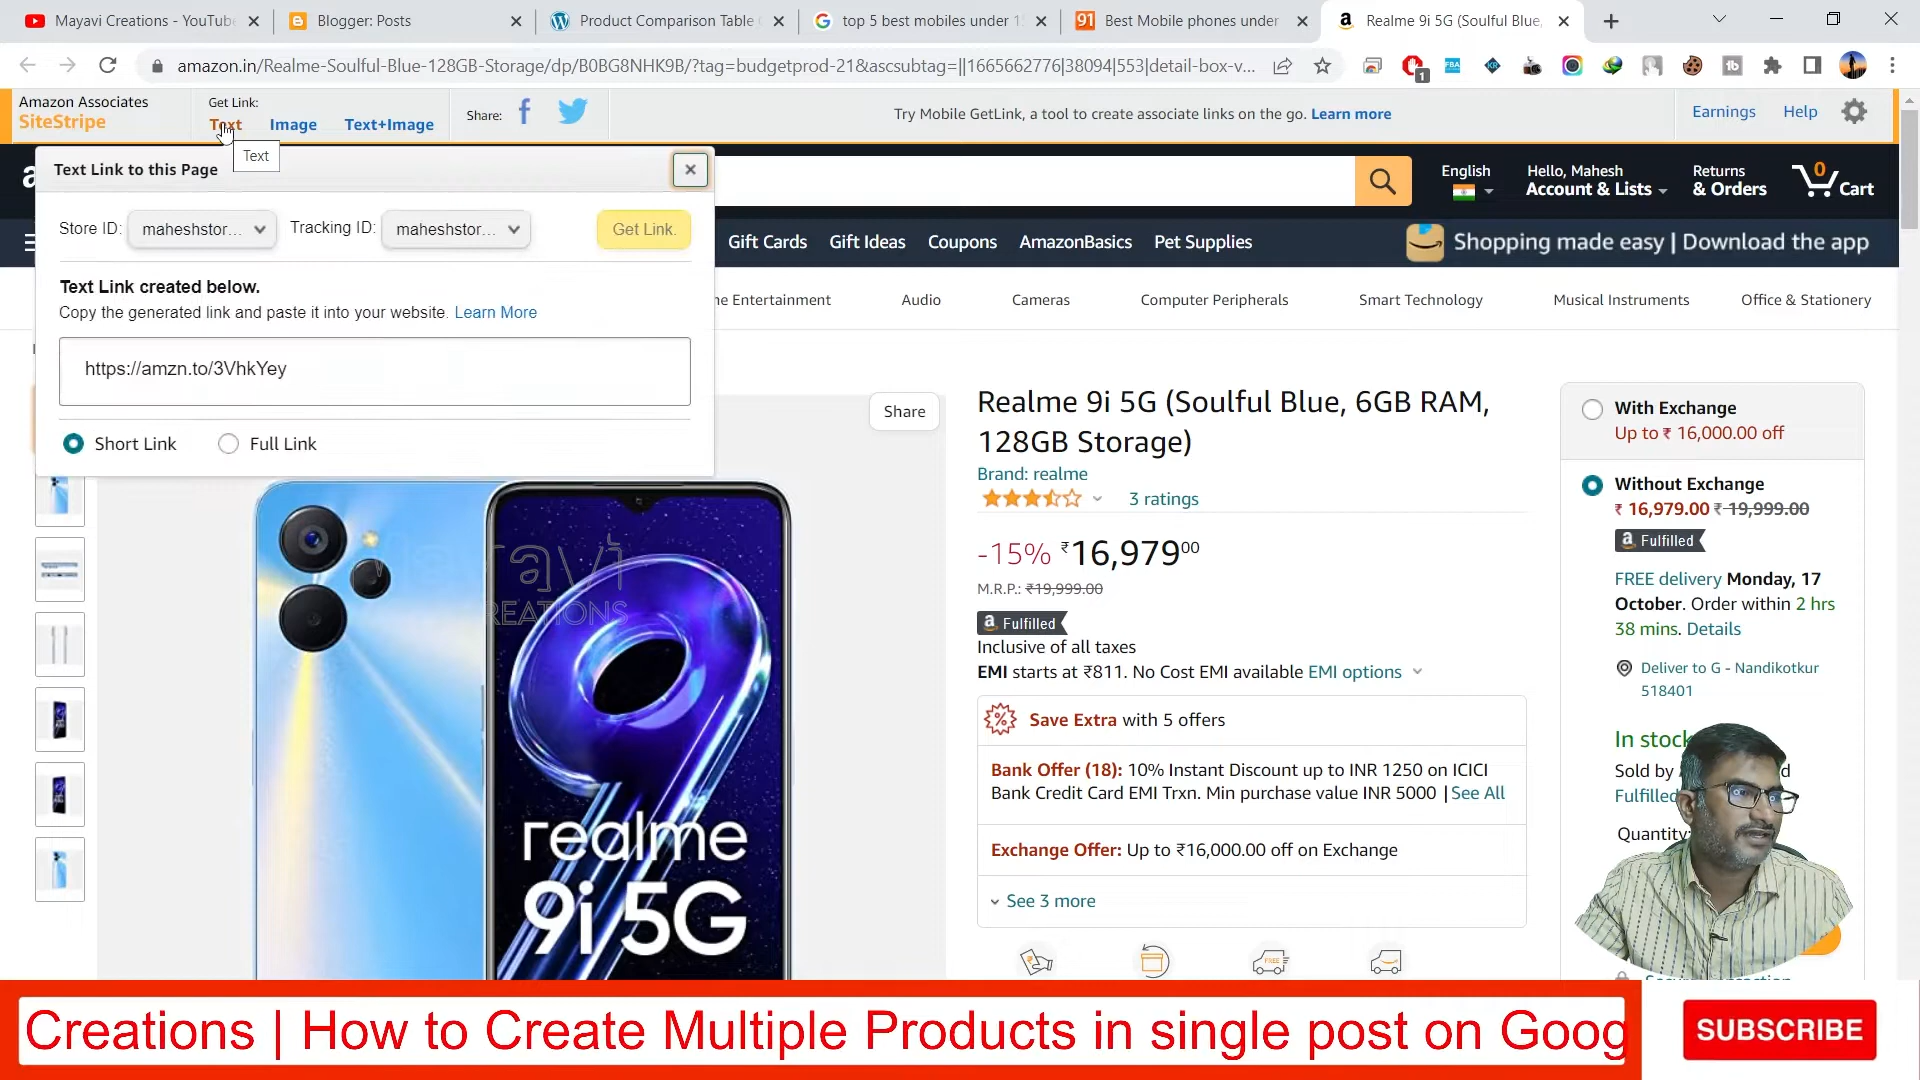 Mayavi Creations - YouTube
Blogger: Posts
Product Comparison Table
top 5 best mobiles under 1
Best Mobile phones under
Realme 9i 5G (Soulful Blue,
amazon.in/Realme-Soulful-Blue-128GB-Storage/dp/B0BG8NHK9B/?tag=budgetprod-21&ascsubtag=||1665662776|38094|553|detail-box-v...
Amazon Associates
SiteStripe
Get Link:
Text
Image
Text+Image
Share:
Try Mobile GetLink, a tool to create associate links on the go. Learn more
Earnings
Help
Text
Text Link to this Page
Store ID: maheshstor...
Tracking ID: maheshstor...
Get Link.
Text Link created below.
Copy the generated link and paste it into your website. Learn More
https://amzn.to/3VhkYey
Short Link
Full Link
English
Hello, Mahesh
Account & Lists
Returns
& Orders
0
Cart
Gift Cards
Gift Ideas
Coupons
AmazonBasics
Pet Supplies
Shopping made easy | Download the app
Entertainment
Audio
Cameras
Computer Peripherals
Smart Technology
Musical Instruments
Office & Stationery
Share
Realme 9i 5G (Soulful Blue, 6GB RAM,
128GB Storage)
Brand: realme
3 ratings
-15% ₹16,97900
M.R.P.: ₹19,999.00
Fulfilled
Inclusive of all taxes
EMI starts at ₹811. No Cost EMI available EMI options
Save Extra with 5 offers
Bank Offer (18): 10% Instant Discount up to INR 1250 on ICICI
Bank Credit Card EMI Trxn. Min purchase value INR 5000 | See All
Exchange Offer: Up to ₹16,000.00 off on Exchange
See 3 more
FREE
With Exchange
Up to ₹ 16,000.00 off
Without Exchange
₹ 16,979.00 ₹ 19,999.00
Fulfilled
FREE delivery Monday, 17
October. Order within 2 hrs
38 mins. Details
Deliver to G - Nandikotkur
518401
In stock
Sold by
Fulfilled
Quantity:
realme
9i 5G
CREATIONS
Creations | How to Create Multiple Products in single post on Goog
SUBSCRIBE